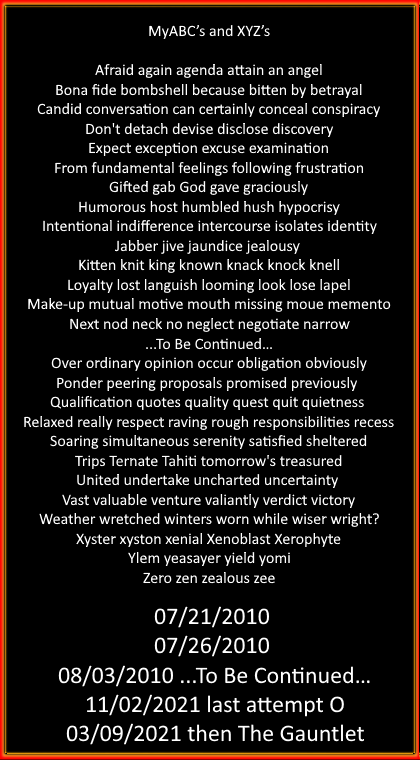 MyABC’s and XYZ’s
Afraid again agenda attain an angel
Bona fide bombshell because bitten by betrayal
Candid conversation can certainly conceal conspiracy
Don't detach devise disclose discovery
Expect exception excuse examination
From fundamental feelings following frustration
Gifted gab God gave graciously
Humorous host humbled hush hypocrisy
Intentional indifference intercourse isolates identity
Jabber jive jaundice jealousy
Kitten knit king known knack knock knell
Loyalty lost languish looming look lose lapel
Make-up mutual motive mouth missing moue memento
Next nod neck no neglect negotiate narrow
...To Be Continued...
Over ordinary opinion occur obligation obviously
Ponder peering proposals promised previously
Qualification quotes quality quest quit quietness
Relaxed really respect raving rough responsibilities recess
Soaring simultaneous serenity satisfied sheltered
Trips Ternate Tahiti tomorrow's treasured
United undertake uncharted uncertainty
Vast valuable venture valiantly verdict victory
Weather wretched winters worn while wiser wright?
Xyster xyston xenial Xenoblast Xerophyte
Ylem yeasayer yield yomi
Zero zen zealous zee
07/21/2010
07/26/2010
08/03/2010 ...To Be Continued...
11/02/2021 last attempt O
03/09/2021 then The Gauntlet